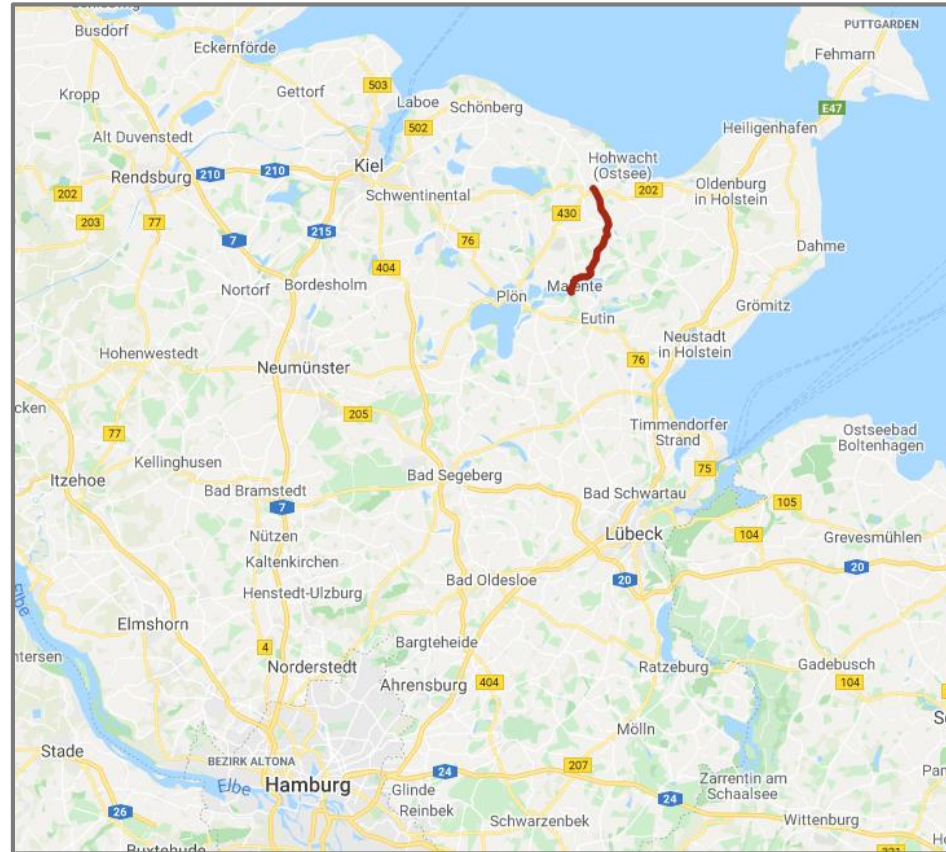 Busdorf
Eckernförde
PUTTGARDEN
Fehmarn
Kropp
Gettorf
503
Laboe
Schönberg
E47
Alt Duvenstedt
502
Heiligenhafen
Rendsburg
210
210
Kiel
Hohwacht
(Ostsee)
202
Schwentinental
202
Oldenburg
in Holstein
203
77
7
215
76
430
Dahme
404
Nortorf
Bordesholm
Plön
Malente
Grömitz
Eutin
Hohenwestedt
Neumünster
76
Neustadt
in Holstein
205
77
Timmendorfer
Strand
Ostseebad
Boltenhagen
Kellinghusen
Itzehoe
Bad Segeberg
75
Bad Bramstedt
7
Bad Schwartau
105
Nützen
Lübeck
104
Grevesmühlen
Kaltenkirchen
Bad Oldesloe
20
20
Henstedt-Ulzburg
Elbe
Elmshorn
4
Bargteheide
Norderstedt
Ratzeburg
Gadebusch
Ahrensburg
404
104
Mölln
Stade
BEZIRK ALTONA
207
Elbe
Hamburg
24
Glinde
Reinbek
Zarrentin am
Schaalsee
26
24
Schwarzenbek
Wittenburg
Buxtehude
321